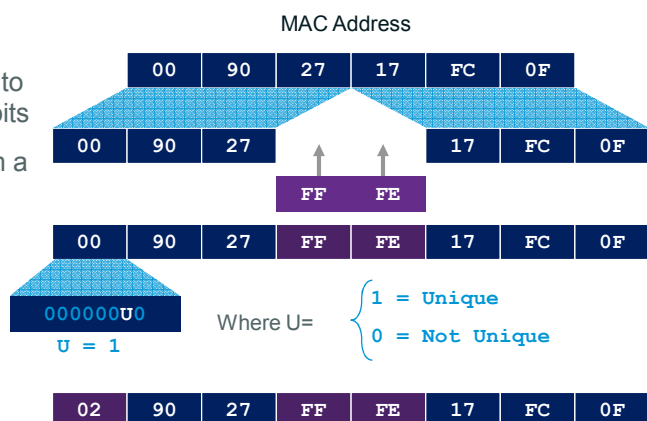 MAC Address
00 90 27 17 FC 0F
to
bits
00 90 27 17 FC 0F
n a
FF FE
00 90 27 FF FE 17 FC 0F
000000U0
Where U=
1 = Unique
0 = Not Unique
U = 1
02 90 27 FF FE 17 FC 0F